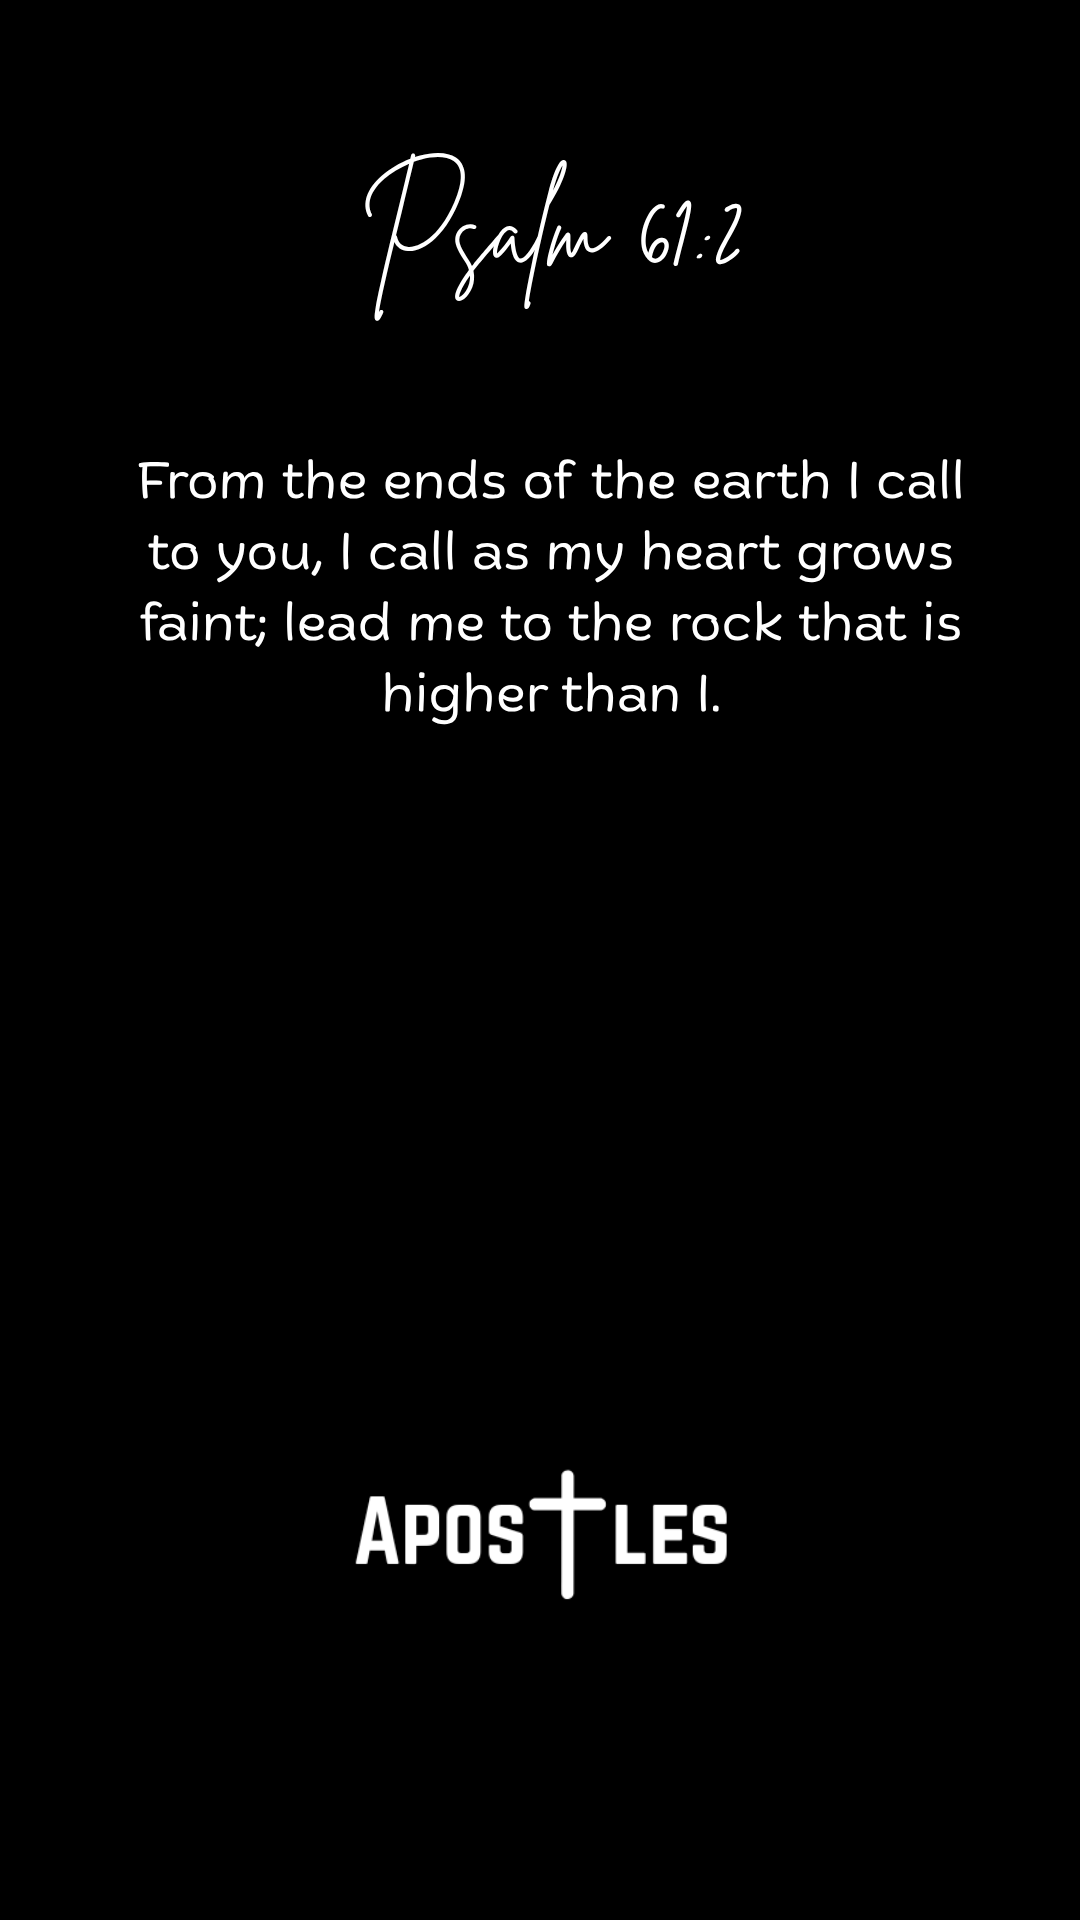 Psalm 61:2
From the ends of the earth I call
to you, I call as my heart grows
faint; lead me to the rock that is
higher than I.
APOSTLES